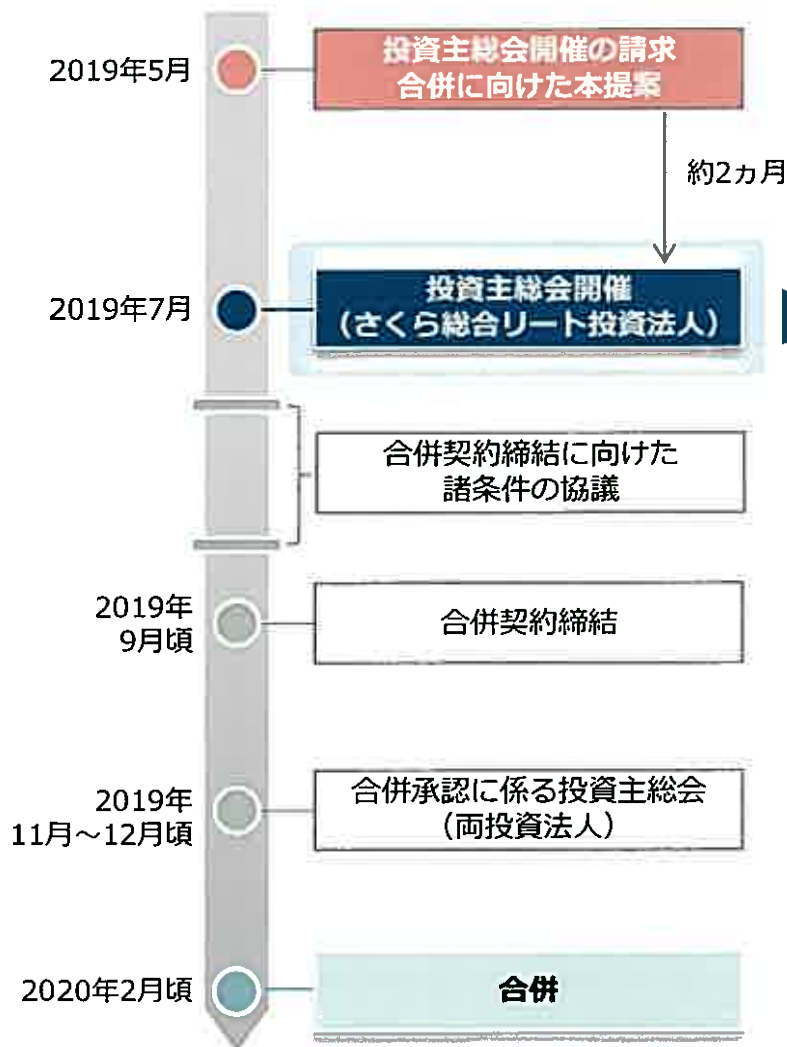 2019年5月
投資主総会開催の請求
合併に向けた本提案
約2ヵ月
2019年7月
投資主総会開催
（さくら総合リート投資法人）
合併契約締結に向けた
諸条件の協議
2019年
9月頃
合併契約締結
2019年
11月～12月頃
合併承認に係る投資主総会
（両投資法人）
2020年2月頃
合併